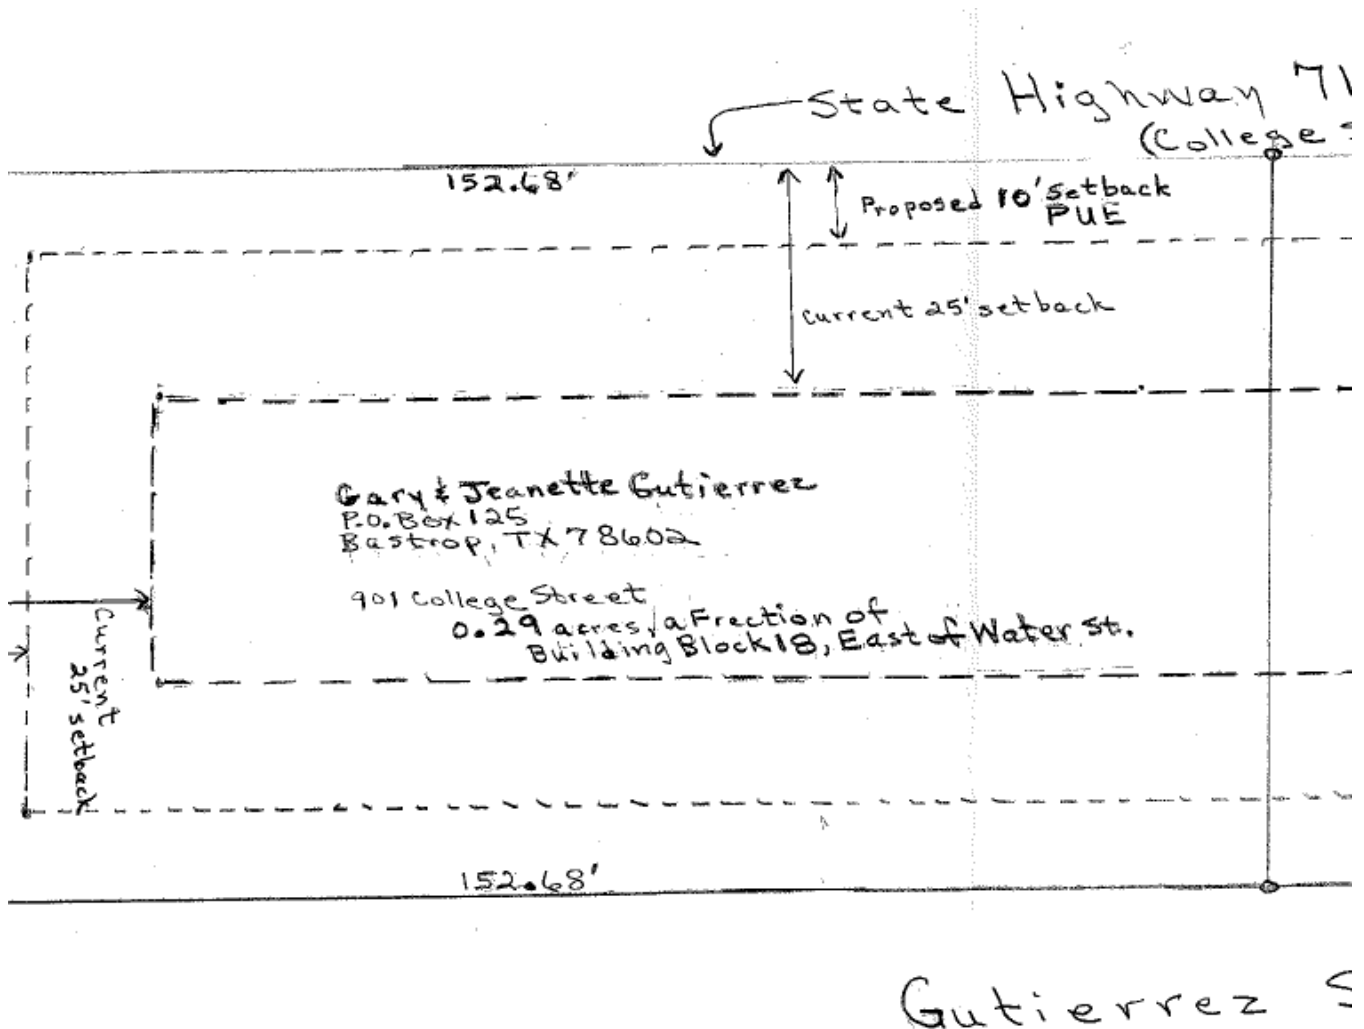 State Highway 71
(College S
152.68'
Proposed 10' setback
PUE
Current 25' setback
Gary & Jeanette Gutierrez
P.O. Box 125
Bastrop, TX 78602
901 College Street
0.29 acres, a Fraction of
Building Block 18, East of Water St.
Current
25' setback
152.68'
Gutierrez S